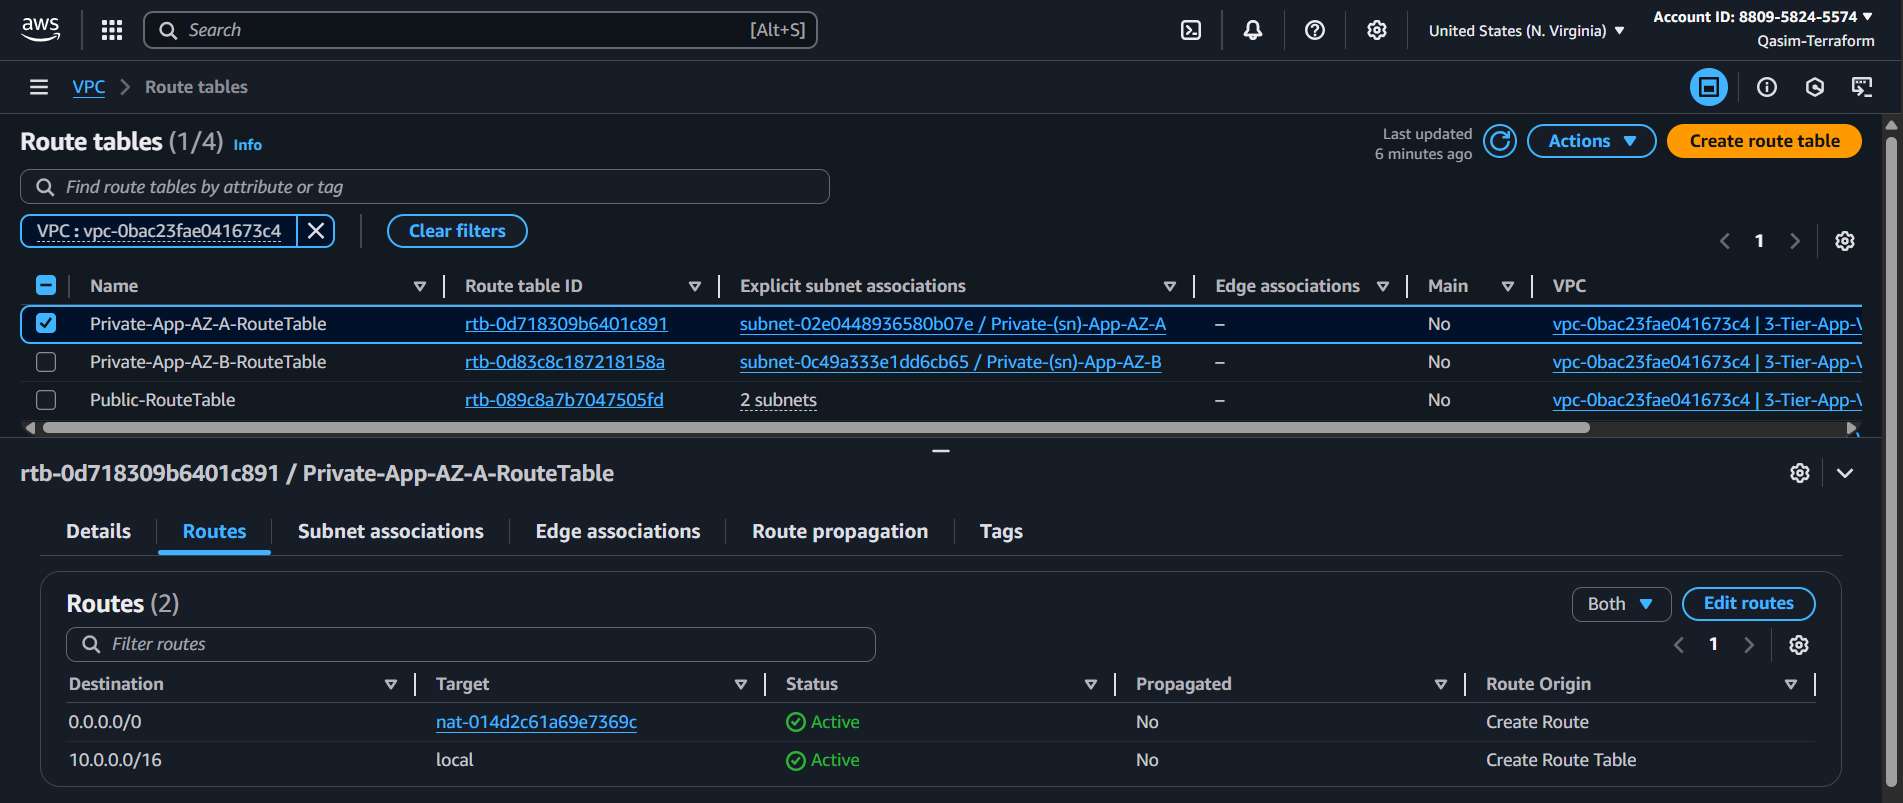 aws
Search [Alt+S]
United States (N. Virginia)
Account ID: 8809-5824-5574
Qasim-Terraform
VPC > Route tables
Route tables (1/4) Info
Last updated
6 minutes ago
Actions
Create route table
Find route tables by attribute or tag
VPC : vpc-0bac23fae041673c4
Clear filters
1
Name Route table ID Explicit subnet associations Edge associations Main VPC
Private-App-AZ-A-RouteTable rtb-0d718309b6401c891 subnet-02e0448936580b07e / Private-(sn)-App-AZ-A – No vpc-0bac23fae041673c4 | 3-Tier-App-V
Private-App-AZ-B-RouteTable rtb-0d83c8c187218158a subnet-0c49a333e1dd6cb65 / Private-(sn)-App-AZ-B – No vpc-0bac23fae041673c4 | 3-Tier-App-V
Public-RouteTable rtb-089c8a7b7047505fd 2 subnets – No vpc-0bac23fae041673c4 | 3-Tier-App-V
rtb-0d718309b6401c891 / Private-App-AZ-A-RouteTable
Details Routes Subnet associations Edge associations Route propagation Tags
Routes (2)
Both
Edit routes
Filter routes
1
Destination Target Status Propagated Route Origin
0.0.0.0/0 nat-014d2c61a69e7369c Active No Create Route
10.0.0.0/16 local Active No Create Route Table